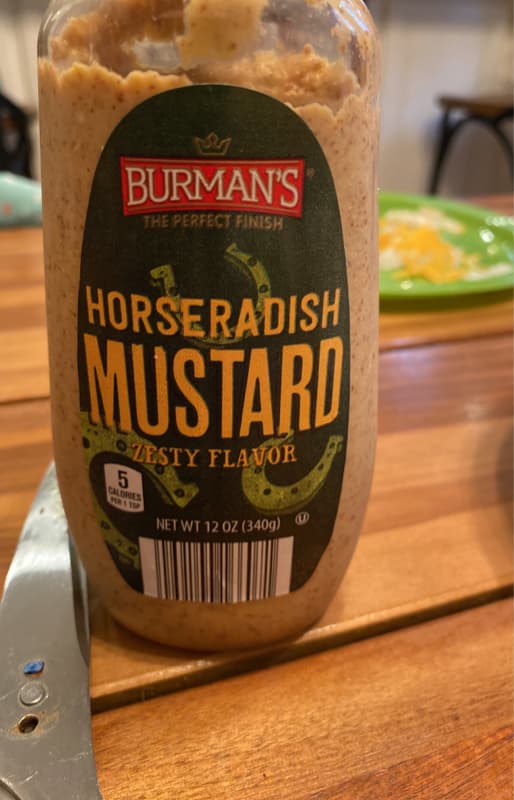 BURMAN'S
THE PERFECT FINISH
HORSERADISH
MUSTARD
ZESTY FLAVOR
5
CALORIES
PER 1 TSP
NET WT 12 OZ (340g)
U